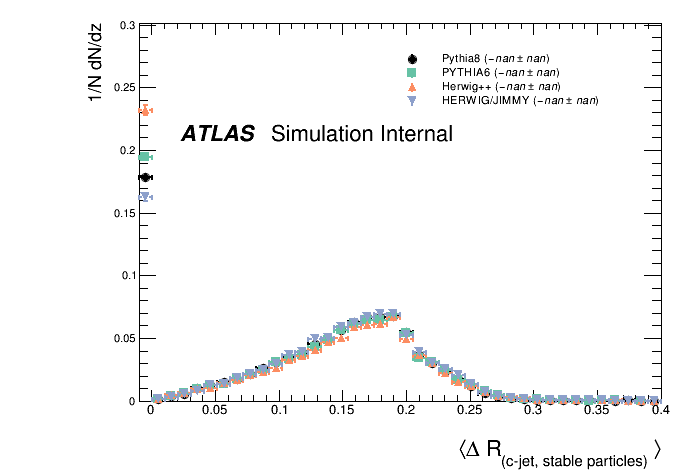 1/N dN/dz
0.3
Pythia8 (−nan ± nan)
PYTHIA6 (−nan ± nan)
Herwig++ (−nan ± nan)
HERWIG/JIMMY (−nan ± nan)
0.25
ATLAS Simulation Internal
0.2
0.15
0.1
0.05
0
0 0.05 0.1 0.15 0.2 0.25 0.3 0.35 0.4
⟨Δ R(c-jet, stable particles)⟩